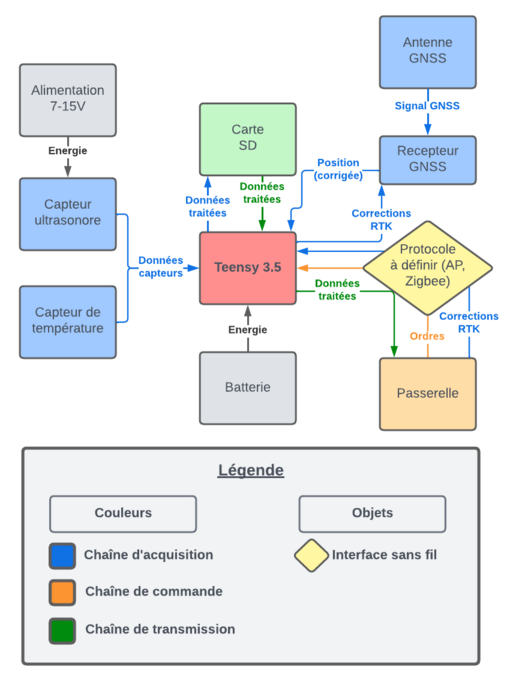 Antenne
GNSS
Alimentation
7-15V
Signal GNSS
Carte
SD
Energie
Recepteur
GNSS
Position
(corrigée)
Données
traitées
Données
traitées
Capteur
ultrasonore
Corrections
RTK
Protocole
à définir (AP,
Zigbee)
Données
capteurs
Teensy 3.5
Données
traitées
Capteur de
température
Corrections
RTK
Energie
Ordres
Batterie
Passerelle
Légende
Couleurs
Objets
Chaîne d'acquisition
Interface sans fil
Chaîne de commande
Chaîne de transmission